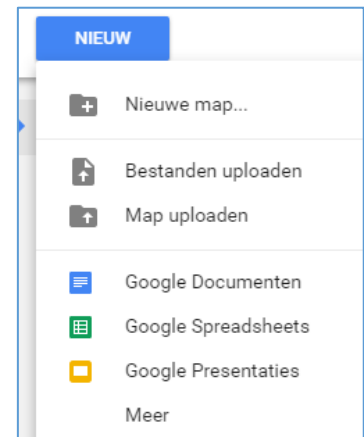 NIEUW
Nieuwe map...
Bestanden uploaden
Map uploaden
Google Documenten
Google Spreadsheets
Google Presentaties
Meer